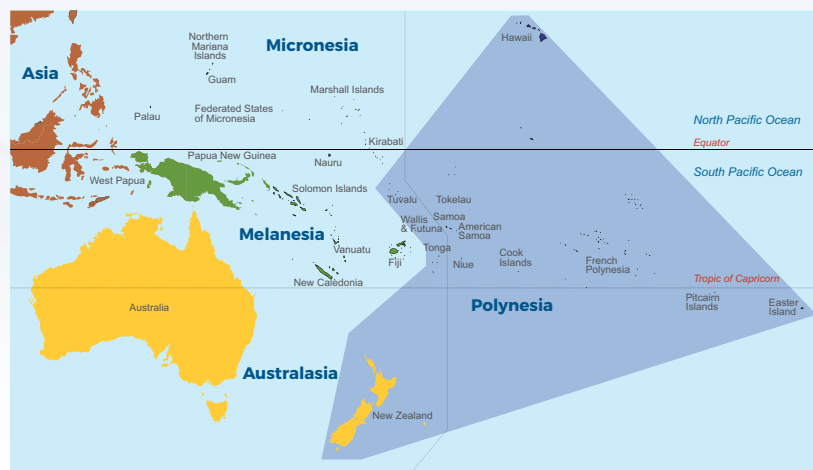 Hawaii
Northern
Mariana
Islands
Micronesia
Asia
Guam
Marshall Islands
Palau
Federated States
of Micronesia
North Pacific Ocean
Kirabati
Equator
Papua New Guinea
Nauru
South Pacific Ocean
West Papua
Solomon Islands
Tuvalu
Tokelau
Wallis
& Futuna
Samoa
American
Samoa
Melanesia
Vanuatu
Fiji
Tonga
Niue
Cook
Islands
French
Polynesia
New Caledonia
Tropic of Capricorn
Australia
Polynesia
Pitcairn
Islands
Easter
Island
Australasia
New Zealand